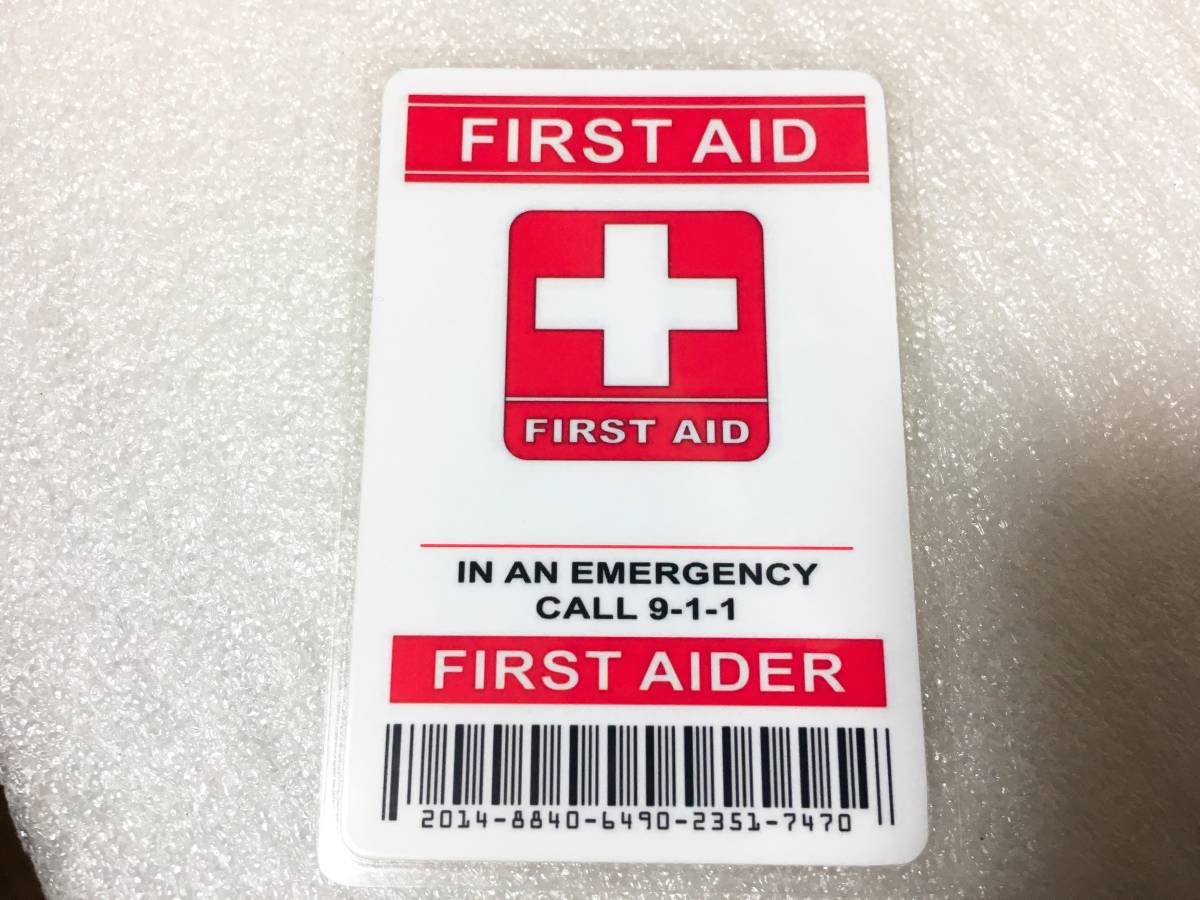 FIRST AID
FIRST AID
IN AN EMERGENCY
CALL 9-1-1
FIRST AIDER
2014-8840-6490-2351-7470